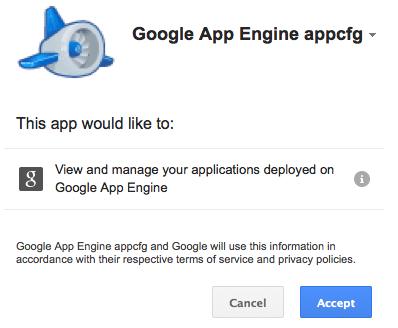 Google App Engine appcfg
This app would like to:
g
View and manage your applications deployed on
Google App Engine
i
Google App Engine appcfg and Google will use this information in
accordance with their respective terms of service and privacy policies.
Cancel
Accept